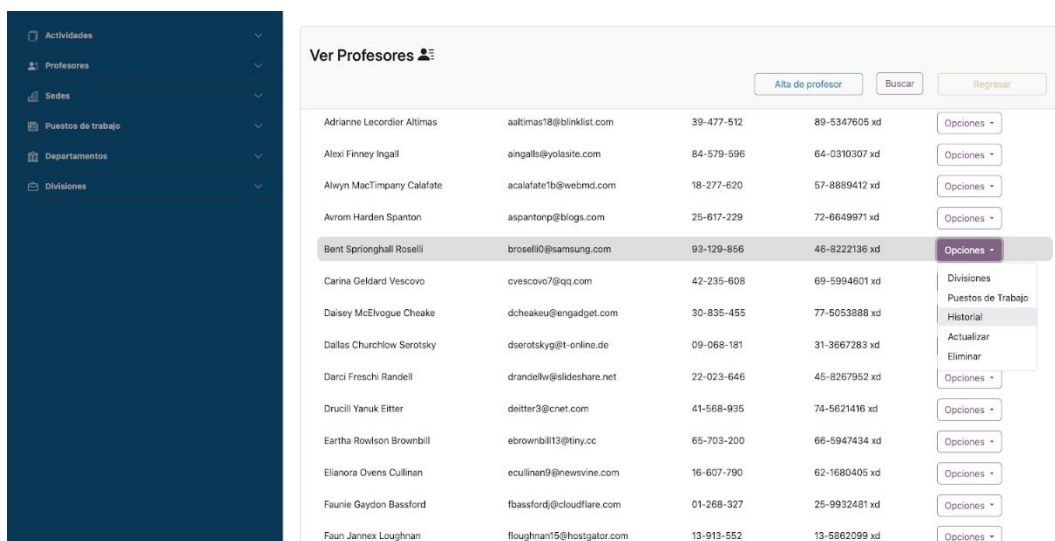 Actividades
Profesores
Sedes
Puestos de trabajo
Departamentos
Divisiones
Ver Profesores
Alta de profesor Buscar Regresar
Adrianne Lecordier Altimas aaltimas18@blinklist.com 39-477-512 89-5347605 xd Opciones
Alexi Finney Ingall aingalls@yolasite.com 84-579-596 64-0310307 xd Opciones
Alwyn MacTimpany Calafate acalafate1b@webmd.com 18-277-620 57-8889412 xd Opciones
Avrom Harden Spanton aspantonp@blogs.com 25-617-229 72-6649971 xd Opciones
Bent Sprionghall Roselli broselli0@samsung.com 93-129-856 46-8222136 xd Opciones
Carina Geldard Vescovo cvescovo7@qq.com 42-235-608 69-5994601 xd
Daisey McElvogue Cheake dcheakeu@engadget.com 30-835-455 77-5053888 xd
Dallas Churchlow Serotsky dserotskyg@t-online.de 09-068-181 31-3667283 xd
Divisiones
Puestos de Trabajo
Historial
Actualizar
Eliminar
Darci Freschi Randell drandellw@slideshare.net 22-023-646 45-8267952 xd Opciones
Drucill Yanuk Eitter deitter3@cnet.com 41-568-935 74-5621416 xd Opciones
Eartha Rowlson Brownbill ebrownbill13@tiny.cc 65-703-200 66-5947434 xd Opciones
Elianora Ovens Cullinan ecullinan9@newsvine.com 16-607-790 62-1680405 xd Opciones
Faunie Gaydon Bassford fbassfordj@cloudflare.com 01-268-327 25-9932481 xd Opciones
Faun Jannex Loughnan floughnan15@hostgator.com 13-913-552 13-5862099 xd Opciones